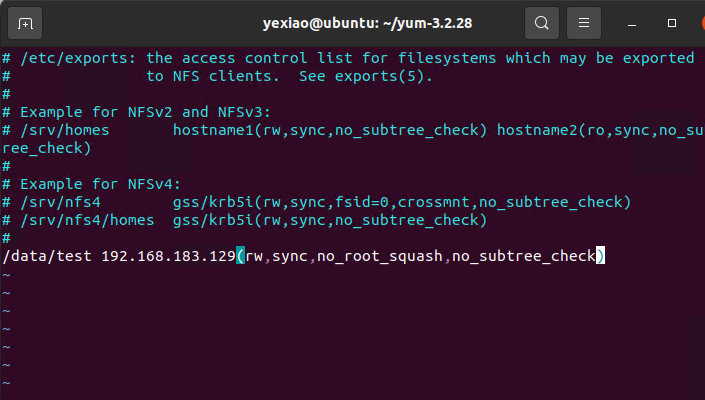 yexiao@ubuntu: ~/yum-3.2.28
# /etc/exports: the access control list for filesystems which may be exported
#               to NFS clients.  See exports(5).
#
# Example for NFSv2 and NFSv3:
# /srv/homes       hostname1(rw,sync,no_subtree_check) hostname2(ro,sync,no_su
ree_check)
#
# Example for NFSv4:
# /srv/nfs4        gss/krb5i(rw,sync,fsid=0,crossmnt,no_subtree_check)
# /srv/nfs4/homes  gss/krb5i(rw,sync,no_subtree_check)
#
/data/test 192.168.183.129(rw,sync,no_root_squash,no_subtree_check)
~
~
~
~
~
~
~